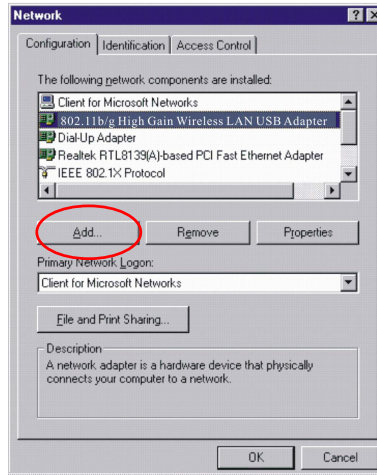 Network
Configuration Identification Access Control
The following network components are installed:
Client for Microsoft Networks
802.11b/g High Gain Wireless LAN USB Adapter
Dial-Up Adapter
Realtek RTL8139(A)-based PCI Fast Ethernet Adapter
IEEE 802.1X Protocol
Add... Remove Properties
Primary Network Logon:
Client for Microsoft Networks
File and Print Sharing...
Description
A network adapter is a hardware device that physically
connects your computer to a network.
OK Cancel